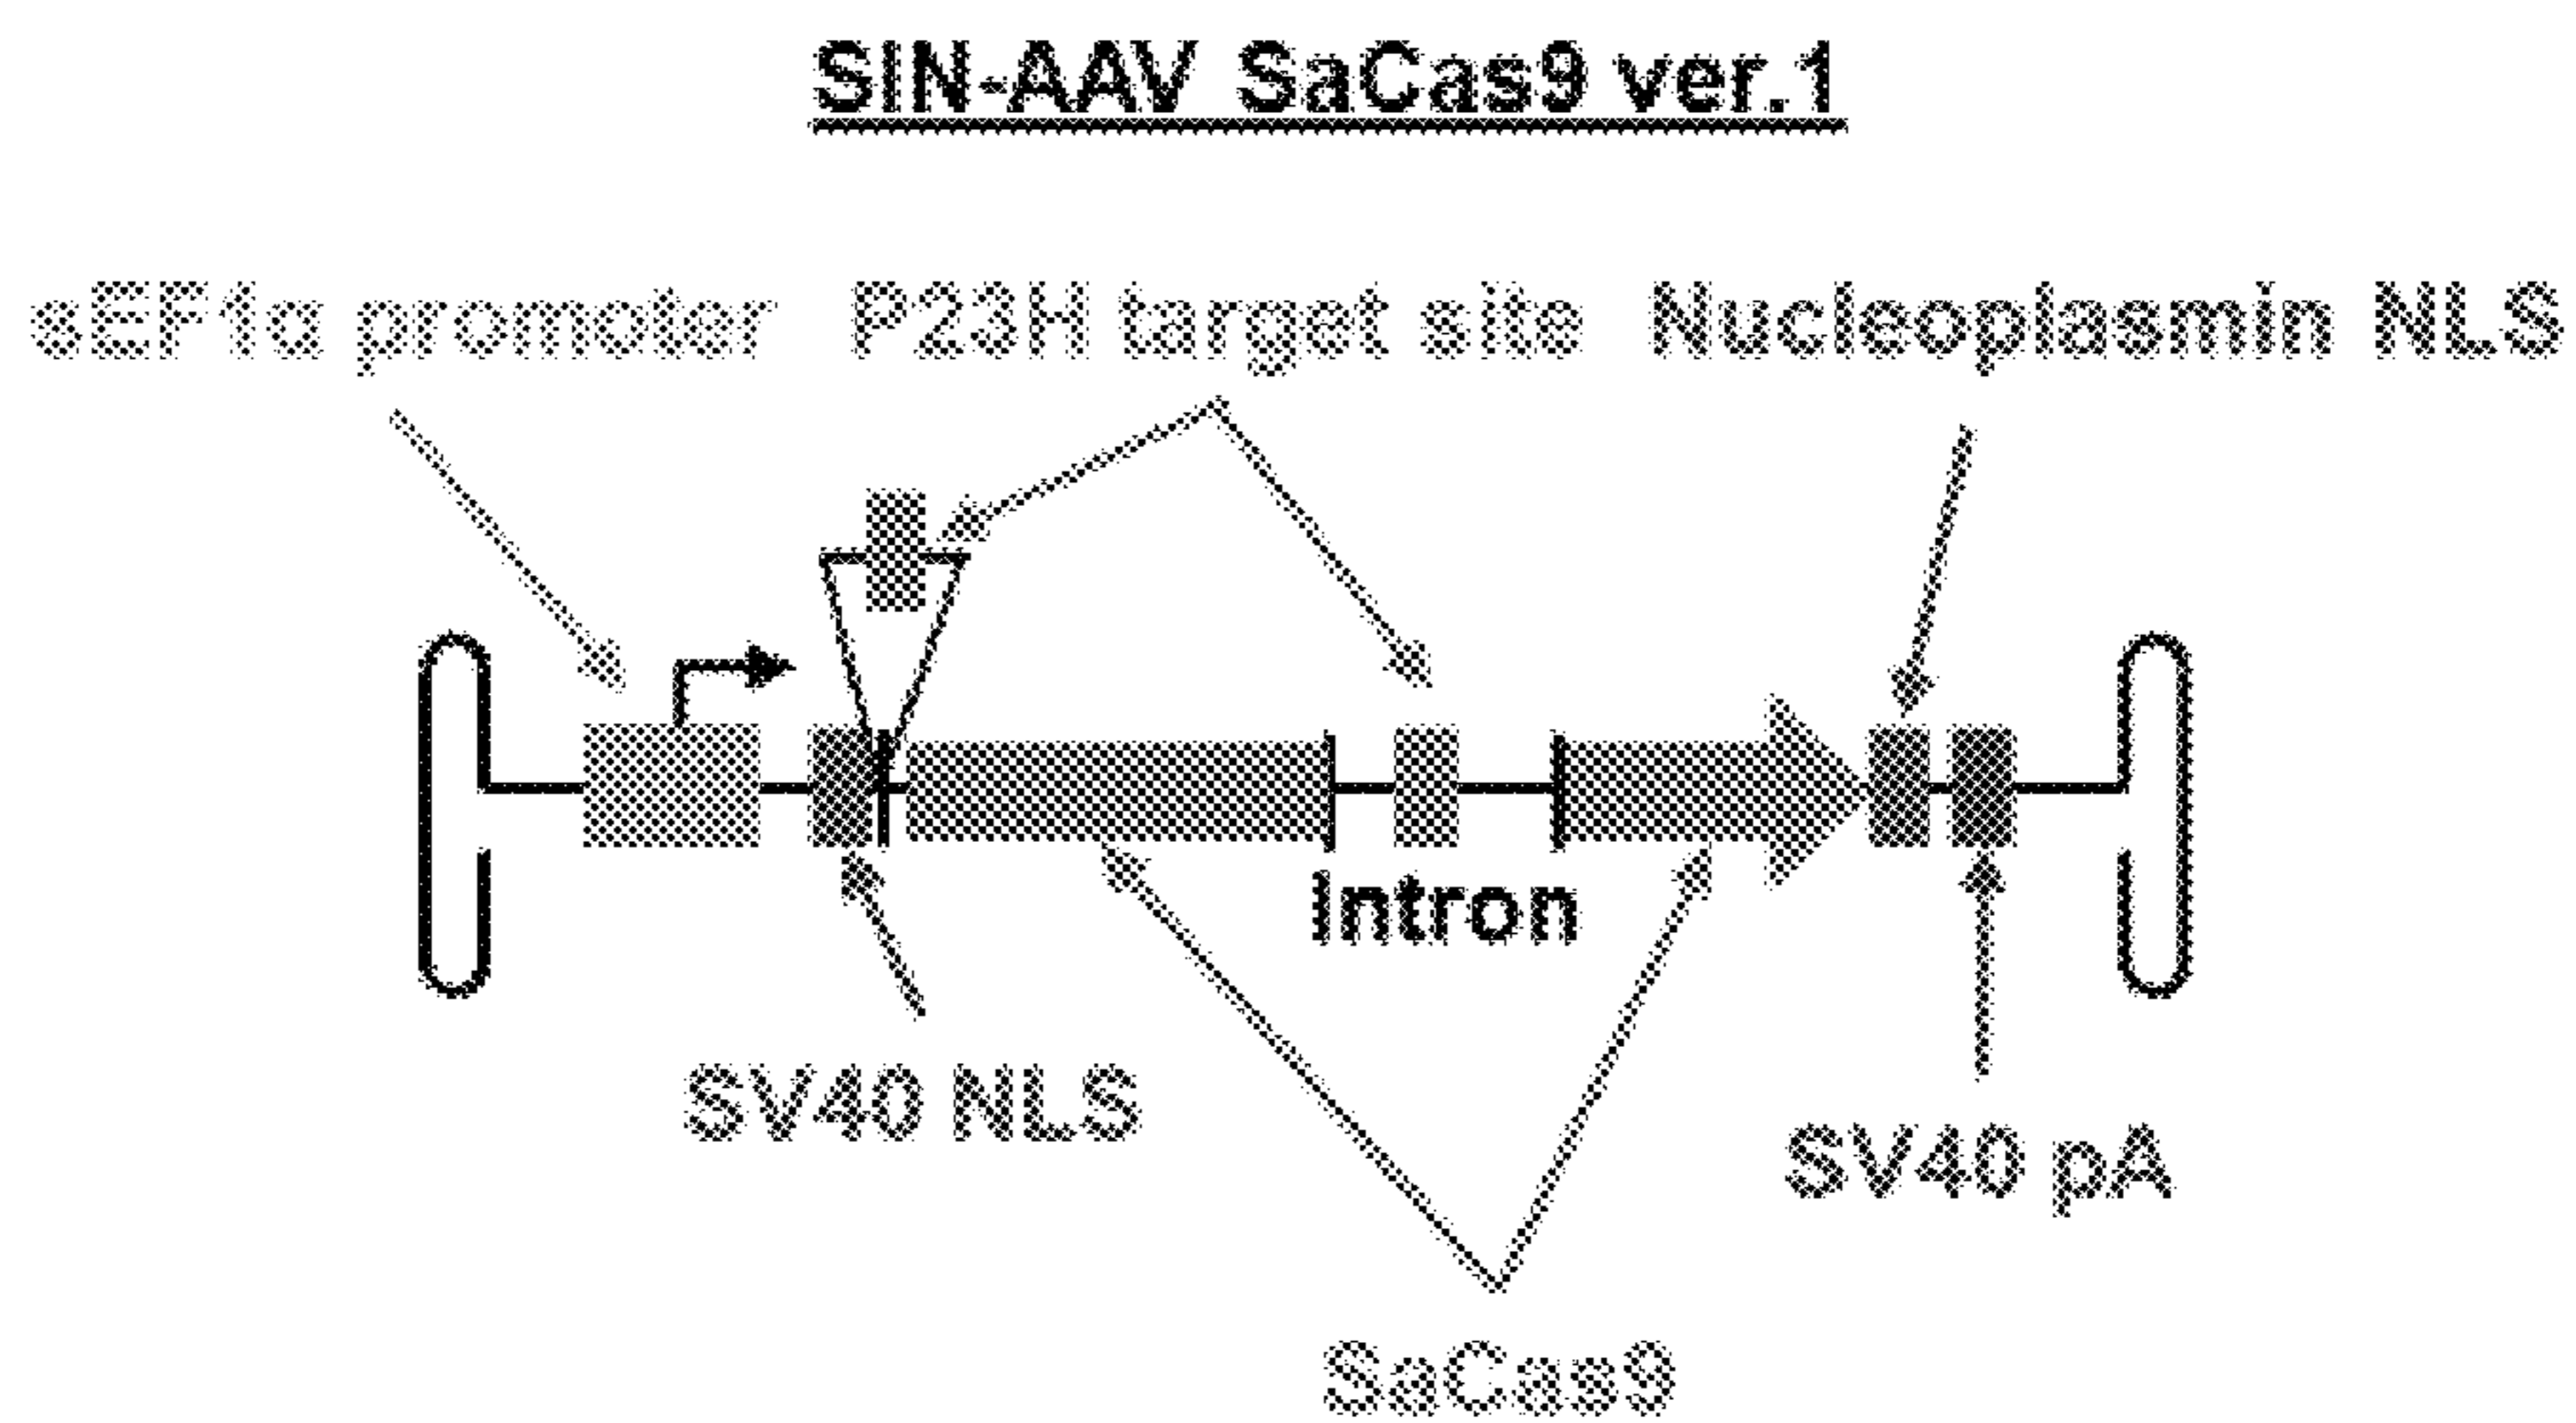 SIN-AAV SaCas9 ver.1
sEF1α promoter P23H target site Nucleoplasmin NLS
Intron
SV40 NLS
SV40 pA
SaCas9